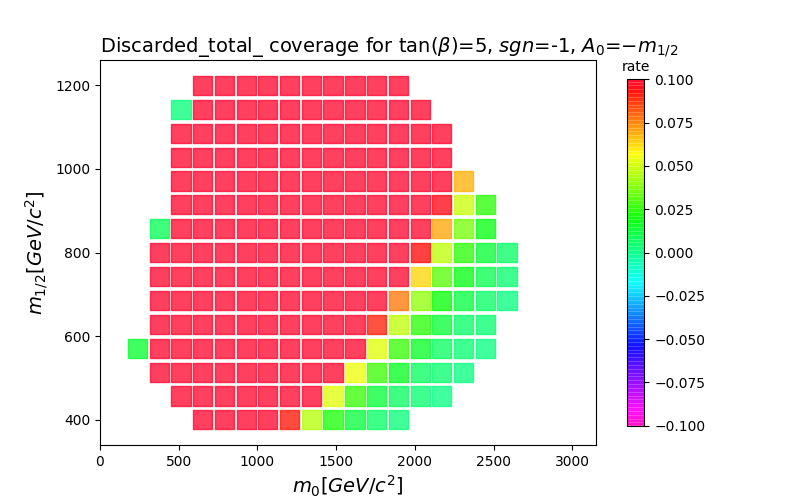 Discarded_total_ coverage for tan(β)=5, sgn=-1, A₀=−m₁/₂
rate
1200
1000
800
600
400
m₁/₂[GeV/c²]
0 500 1000 1500 2000 2500 3000
m₀[GeV/c²]
0.100
0.075
0.050
0.025
0.000
−0.025
−0.050
−0.075
−0.100